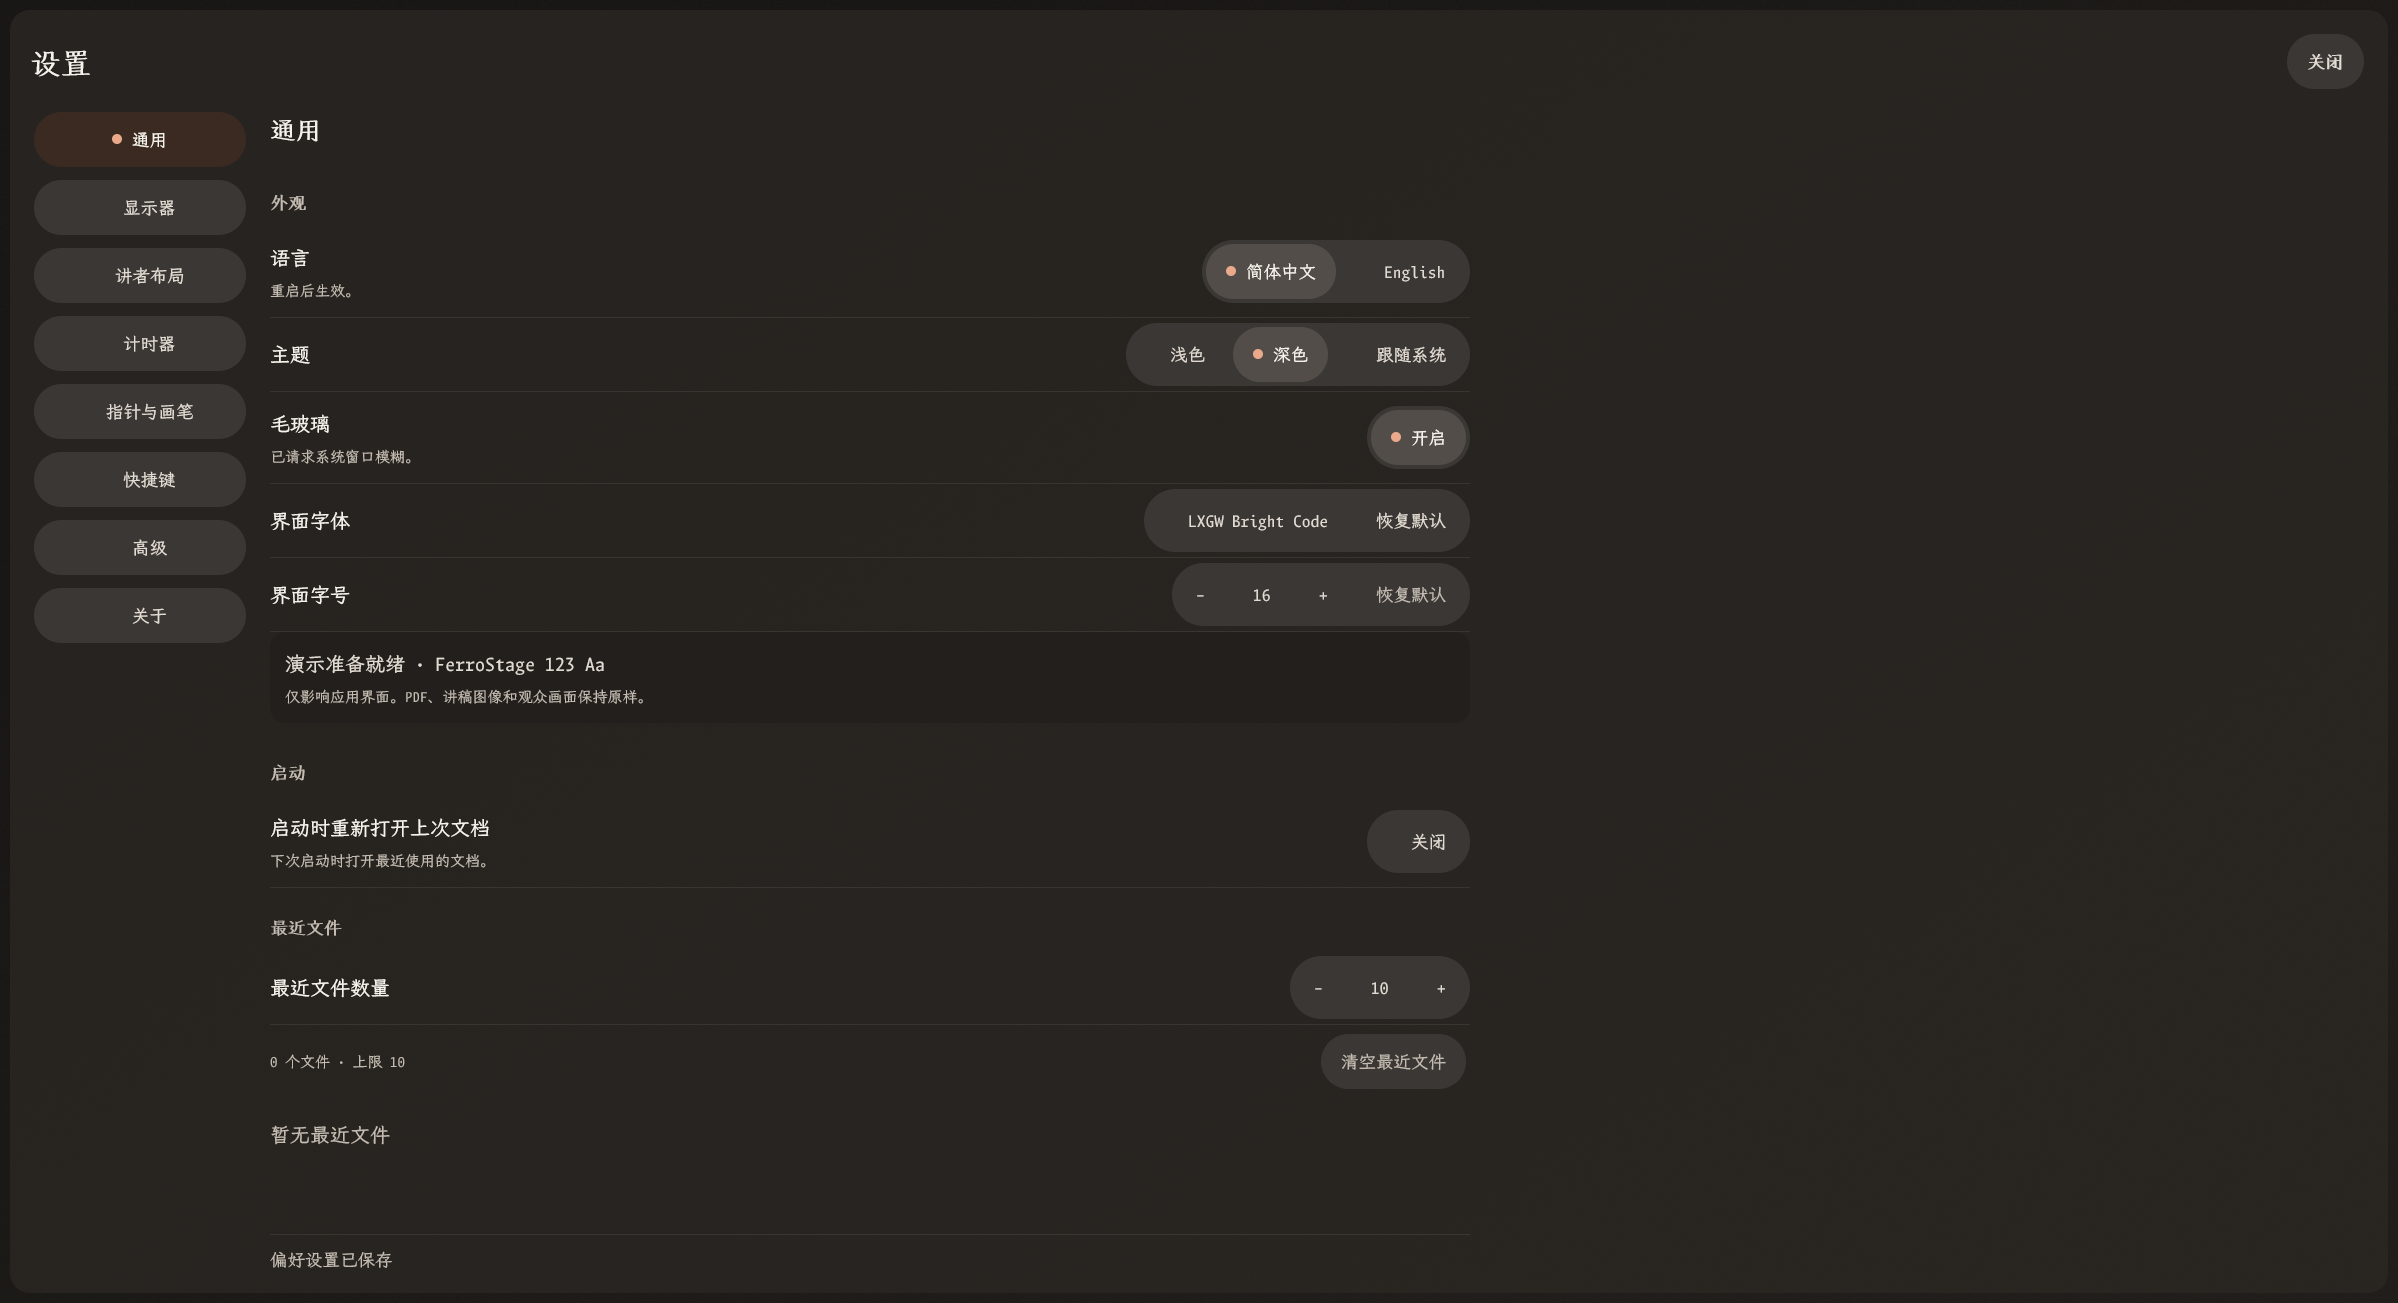 设置
关闭
通用
显示器
讲者布局
计时器
指针与画笔
快捷键
高级
关于
通用
外观
语言
重启后生效。
简体中文 English
主题
浅色 深色 跟随系统
毛玻璃
已请求系统窗口模糊。
开启
界面字体
LXGW Bright Code 恢复默认
界面字号
- 16 + 恢复默认
演示准备就绪 · FerroStage 123 Aa
仅影响应用界面。PDF、讲稿图像和观众画面保持原样。
启动
启动时重新打开上次文档
下次启动时打开最近使用的文档。
关闭
最近文件
最近文件数量
- 10 +
0 个文件 · 上限 10
清空最近文件
暂无最近文件
偏好设置已保存